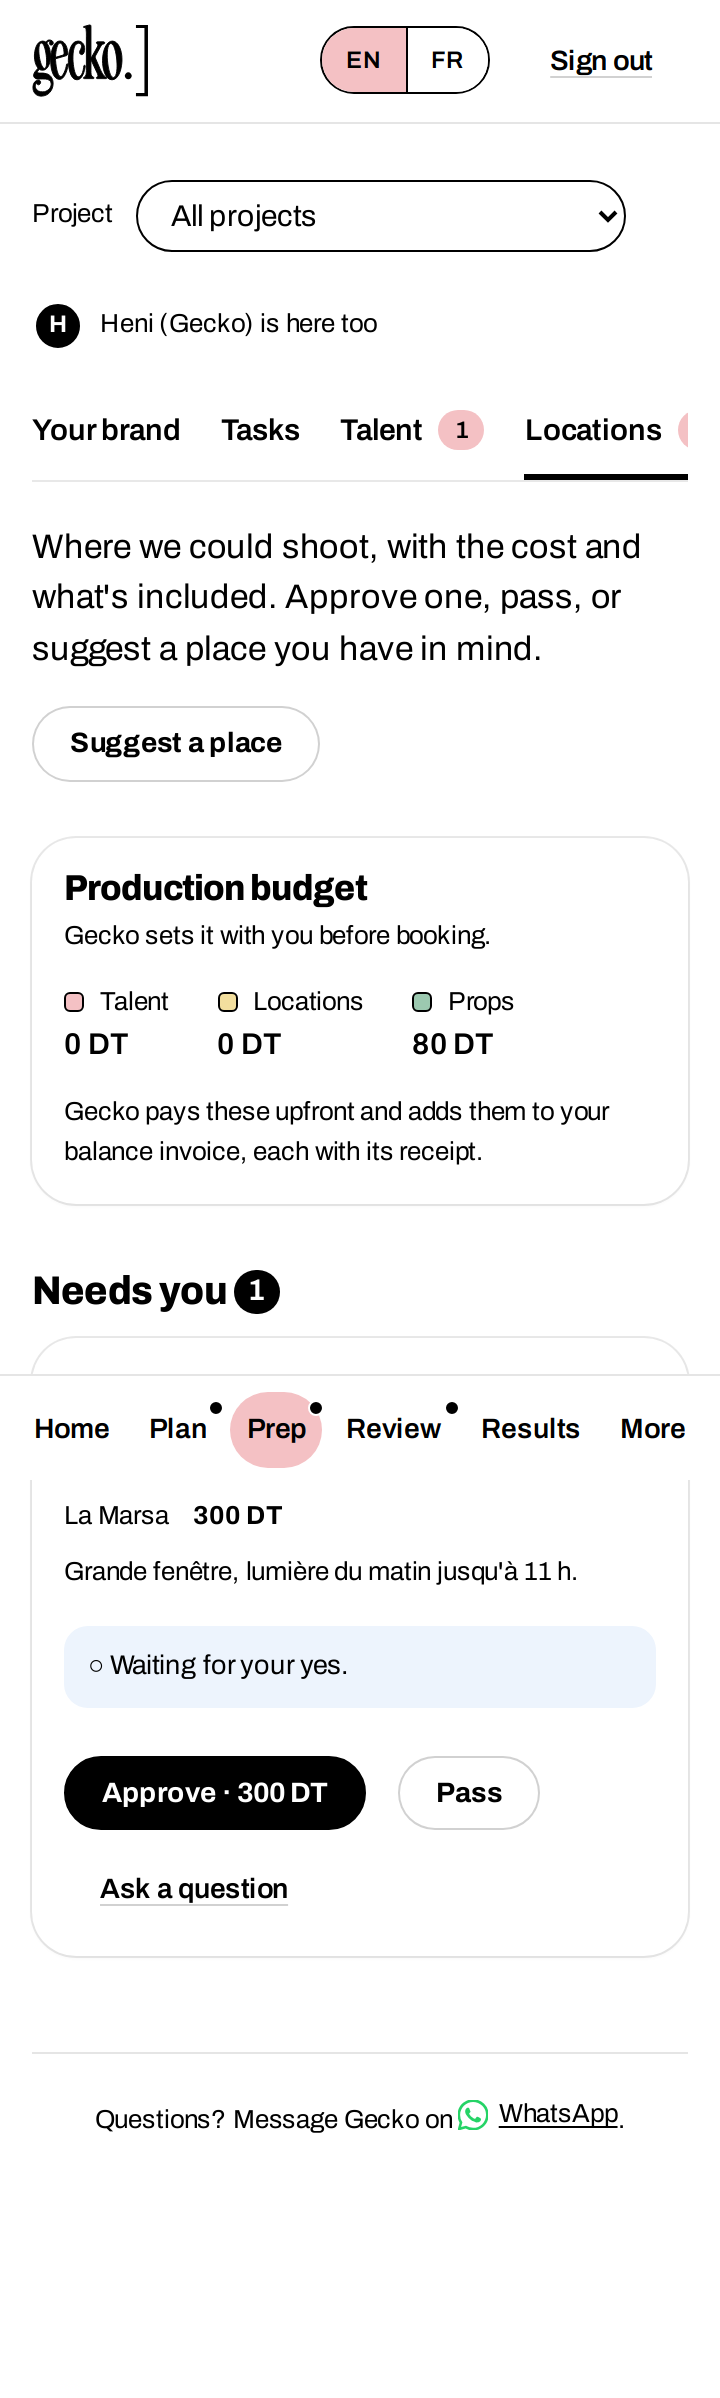 gecko.]
EN FR
Sign out
Project
All projects
H Heni (Gecko) is here too
Your brand Tasks Talent 1 Locations
Where we could shoot, with the cost and
what's included. Approve one, pass, or
suggest a place you have in mind.
Suggest a place
Production budget
Gecko sets it with you before booking.
Talent Locations Props
0 DT 0 DT 80 DT
Gecko pays these upfront and adds them to your
balance invoice, each with its receipt.
Needs you 1
Home Plan Prep Review Results More
La Marsa 300 DT
Grande fenêtre, lumière du matin jusqu'à 11 h.
○ Waiting for your yes.
Approve · 300 DT Pass
Ask a question
Questions? Message Gecko on WhatsApp.